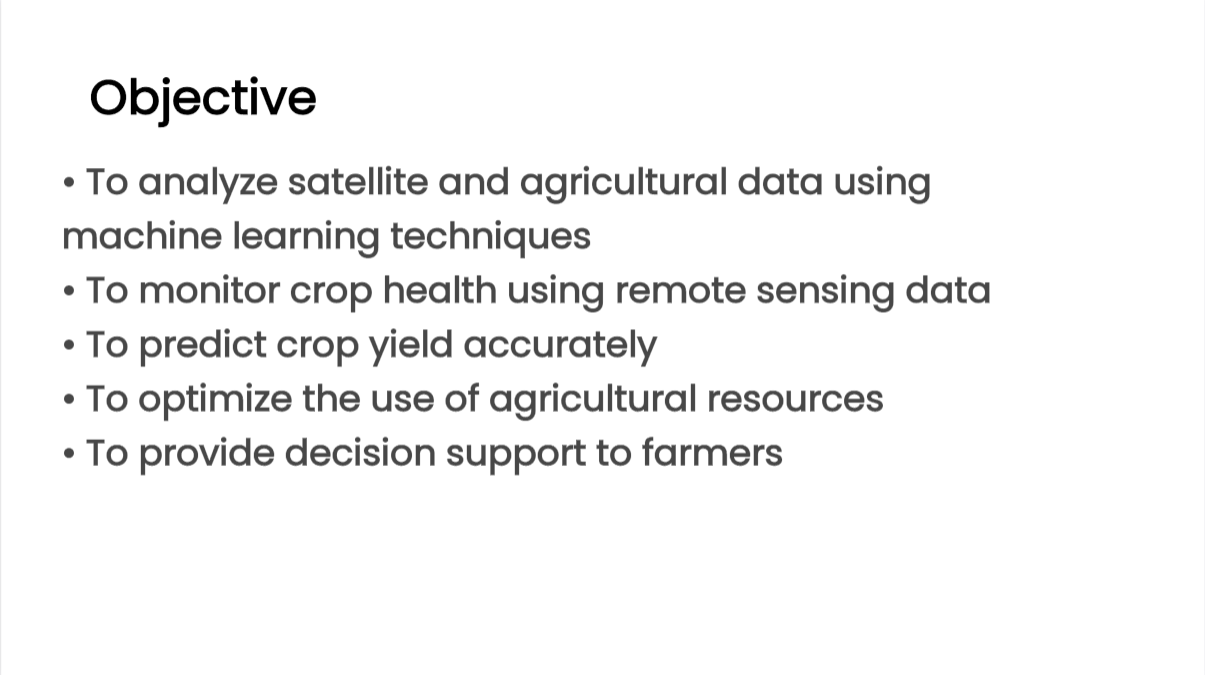 Objective
• To analyze satellite and agricultural data using
machine learning techniques
• To monitor crop health using remote sensing data
• To predict crop yield accurately
• To optimize the use of agricultural resources
• To provide decision support to farmers